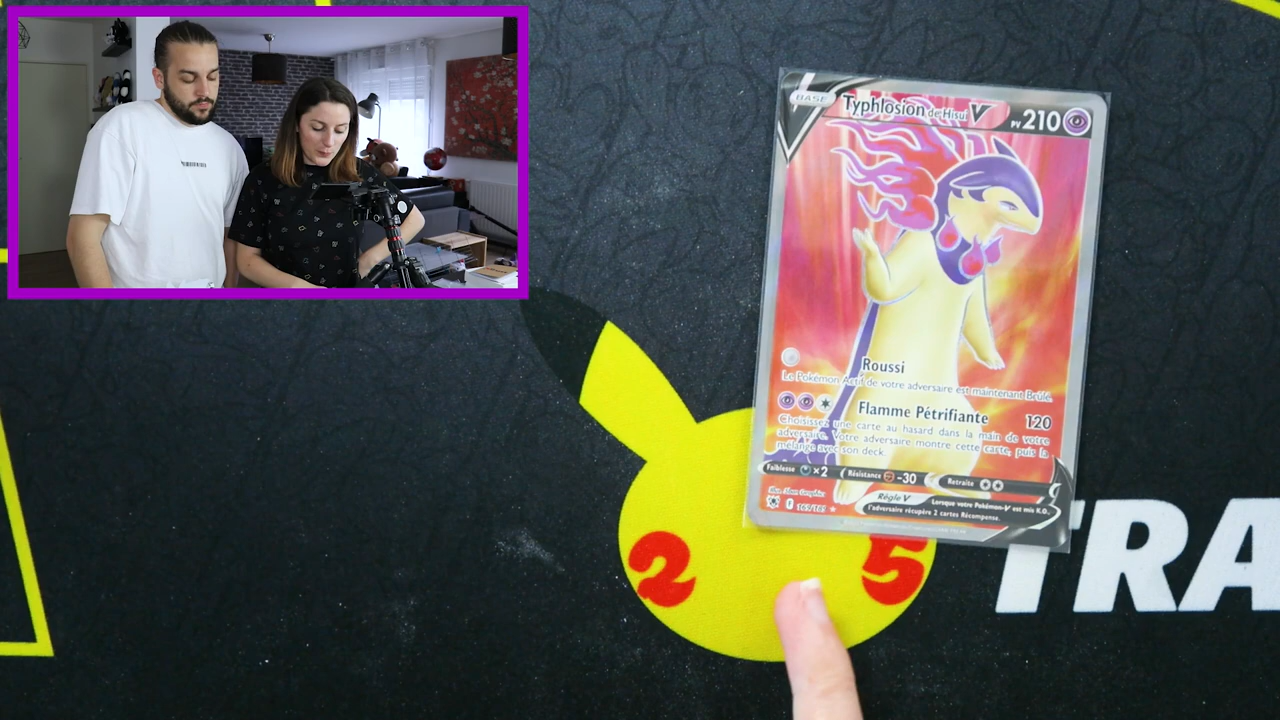 BASE Typhlosion de Hisui V PV 210
Roussi
Le Pokémon Actif de votre adversaire est maintenant Brûlé.
Flamme Pétrifiante 120
Choisissez une carte au hasard dans la main de votre
adversaire. Votre adversaire montre cette carte, puis la
mélange avec son deck.
Faiblesse ×2 Résistance -30 Retraite
Règle V Lorsque votre Pokémon-V est mis K.O.,
l'adversaire récupère 2 cartes Récompense.
2 5
TRA